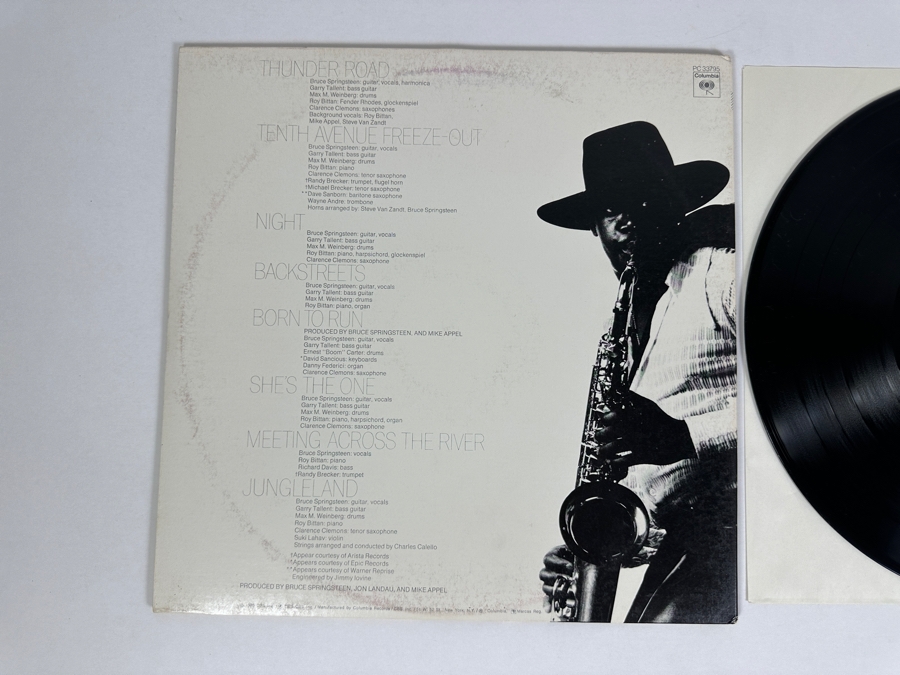 PC 33795
Columbia
THUNDER ROAD
Bruce Springsteen: guitar, vocals, harmonica
Garry Tallent: bass guitar
Max M. Weinberg: drums
Roy Bittan: Fender Rhodes, glockenspiel
Clarence Clemons: saxophones
Background vocals: Roy Bittan,
Mike Appel, Steve Van Zandt
TENTH AVENUE FREEZE-OUT
Bruce Springsteen: guitar, vocals
Garry Tallent: bass guitar
Max M. Weinberg: drums
Roy Bittan: piano
Clarence Clemons: tenor saxophone
†Randy Brecker: trumpet, flugel horn
†Michael Brecker: tenor saxophone
**Dave Sanborn: baritone saxophone
Wayne Andre: trombone
Horns arranged by: Steve Van Zandt, Bruce Springsteen
NIGHT
Bruce Springsteen: guitar, vocals
Garry Tallent: bass guitar
Max M. Weinberg: drums
Roy Bittan: piano, harpsichord, glockenspiel
Clarence Clemons: saxophone
BACKSTREETS
Bruce Springsteen: guitar, vocals
Garry Tallent: bass guitar
Max M. Weinberg: drums
Roy Bittan: piano, organ
BORN TO RUN
PRODUCED BY BRUCE SPRINGSTEEN, AND MIKE APPEL
Bruce Springsteen: guitar, vocals
Garry Tallent: bass guitar
Ernest "Boom" Carter: drums
*David Sancious: keyboards
Danny Federici: organ
Clarence Clemons: saxophone
SHE'S THE ONE
Bruce Springsteen: guitar, vocals
Garry Tallent: bass guitar
Max M. Weinberg: drums
Roy Bittan: piano, harpsichord, organ
Clarence Clemons: saxophone
MEETING ACROSS THE RIVER
Bruce Springsteen: vocals
Roy Bittan: piano
Richard Davis: bass
†Randy Brecker: trumpet
JUNGLELAND
Bruce Springsteen: guitar, vocals
Garry Tallent: bass guitar
Max M. Weinberg: drums
Roy Bittan: piano
Clarence Clemons: tenor saxophone
Suki Lahav: violin
Strings arranged and conducted by Charles Calello
†Appear courtesy of Arista Records
*Appears courtesy of Epic Records
**Appears courtesy of Warner Reprise
Engineered by Jimmy Iovine
PRODUCED BY BRUCE SPRINGSTEEN, JON LANDAU, AND MIKE APPEL
Manufactured by Columbia Records